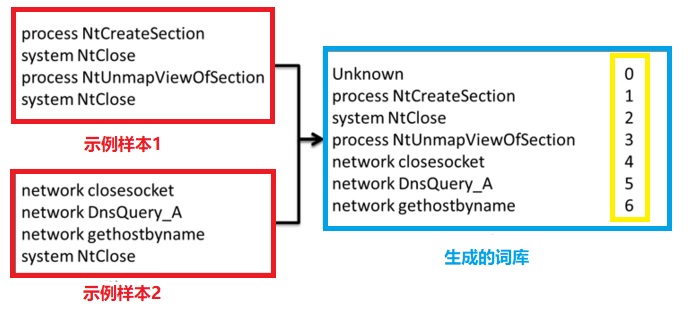 process NtCreateSection
system NtClose
process NtUnmapViewOfSection
system NtClose
示例样本1
network closesocket
network DnsQuery_A
network gethostbyname
system NtClose
示例样本2
Unknown 0
process NtCreateSection 1
system NtClose 2
process NtUnmapViewOfSection 3
network closesocket 4
network DnsQuery_A 5
network gethostbyname 6
生成的词库